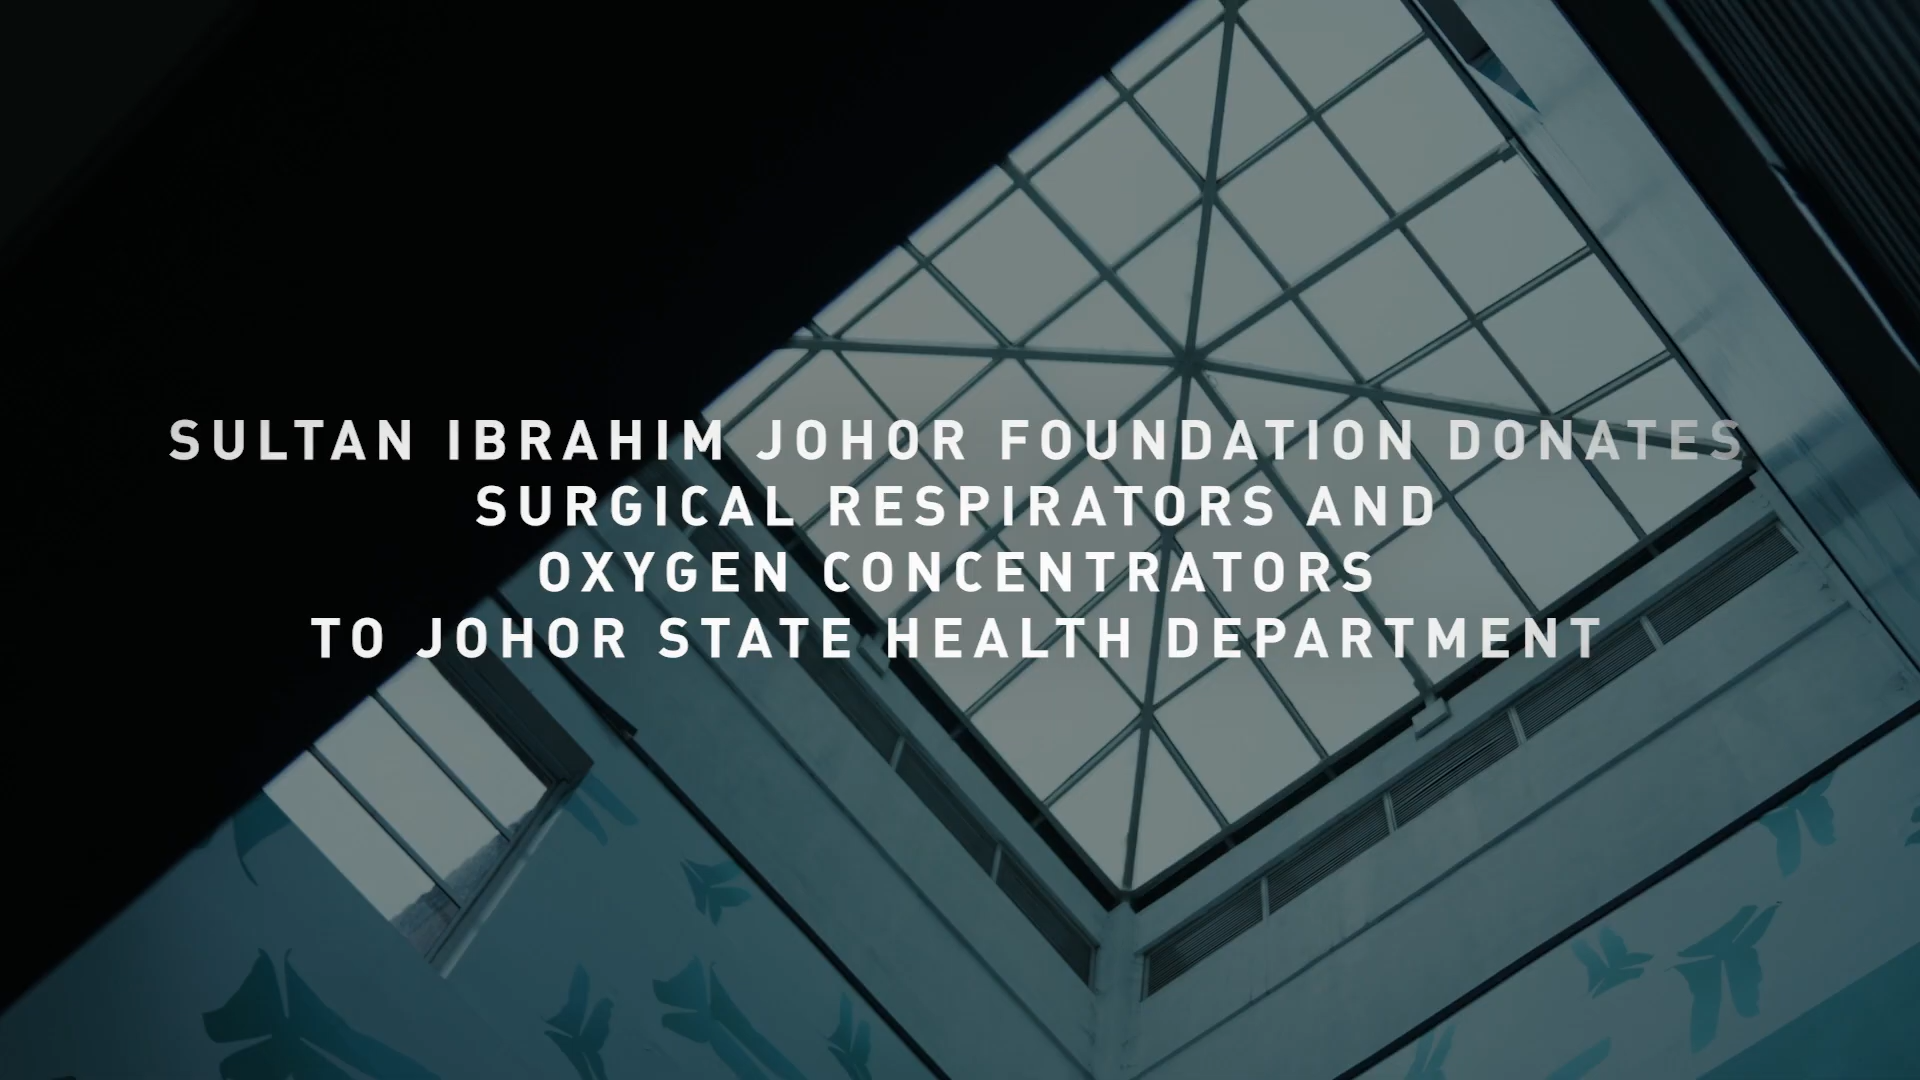 SULTAN IBRAHIM JOHOR FOUNDATION DONATES
SURGICAL RESPIRATORS AND
OXYGEN CONCENTRATORS
TO JOHOR STATE HEALTH DEPARTMENT